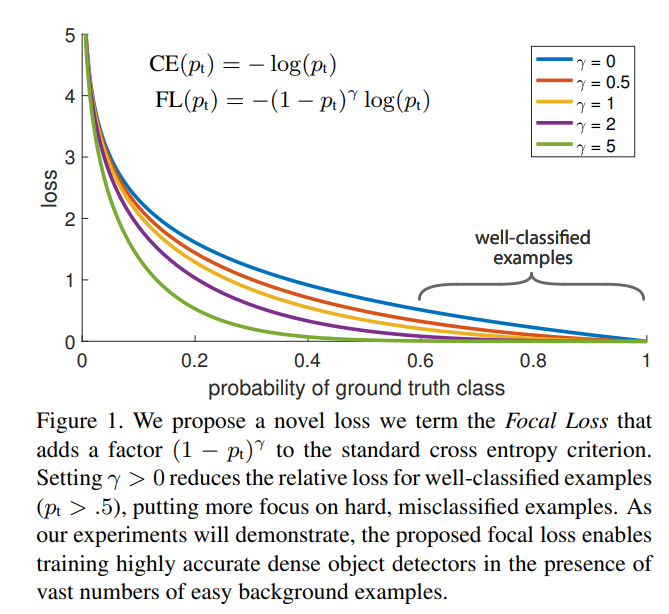 5
4
3
2
1
0
loss
CE(pₜ) = − log(pₜ)
FL(pₜ) = −(1 − pₜ)^γ log(pₜ)
γ = 0
γ = 0.5
γ = 1
γ = 2
γ = 5
well-classified
examples
0
0.2
0.4
0.6
0.8
1
probability of ground truth class
Figure 1. We propose a novel loss we term the Focal Loss that
adds a factor (1 − pₜ)^γ to the standard cross entropy criterion.
Setting γ > 0 reduces the relative loss for well-classified examples
(pₜ > .5), putting more focus on hard, misclassified examples. As
our experiments will demonstrate, the proposed focal loss enables
training highly accurate dense object detectors in the presence of
vast numbers of easy background examples.